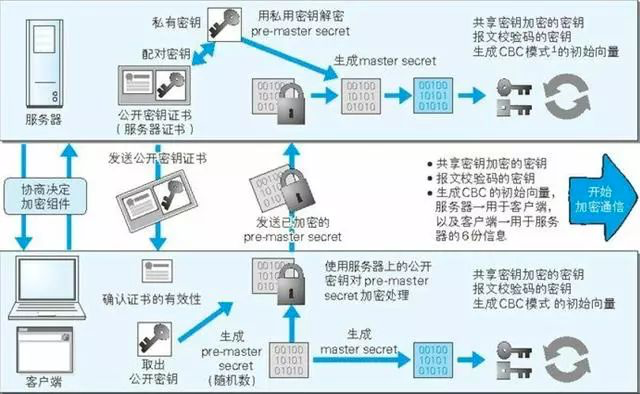 私有密钥
用私用密钥解密
pre-master secret
共享密钥加密的密钥
报文校验码的密钥
生成CBC模式1的初始向量
配对密钥
生成master secret
00100
10101
01010
00100
10101
01010
00100
10101
01010
服务器
公开密钥证书
(服务器证书)
发送公开密钥证书
协商决定
加密组件
发送已加密的
pre-master secret
• 共享密钥加密的密钥
• 报文校验码的密钥
• 生成CBC的初始向量,
服务器一用于客户端,
以及客户端一用于服务
器的6份信息
开始
加密通信
确认证书的有效性
00100
10101
01010
使用服务器上的公开
密钥对pre-master
secret加密处理
共享密钥加密的密钥
报文校验码的密钥
生成CBC模式 的初始向量
客户端
取出
公开密钥
生成
pre-master
secret
(随机数)
00100
10101
01010
生成
master secret
00100
10101
01010